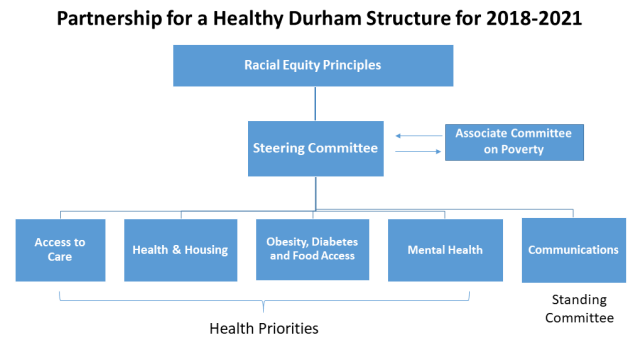 Partnership for a Healthy Durham Structure for 2018-2021
Racial Equity Principles
Steering Committee
Associate Committee
on Poverty
Access to
Care
Health & Housing
Obesity, Diabetes
and Food Access
Mental Health
Communications
Health Priorities
Standing
Committee